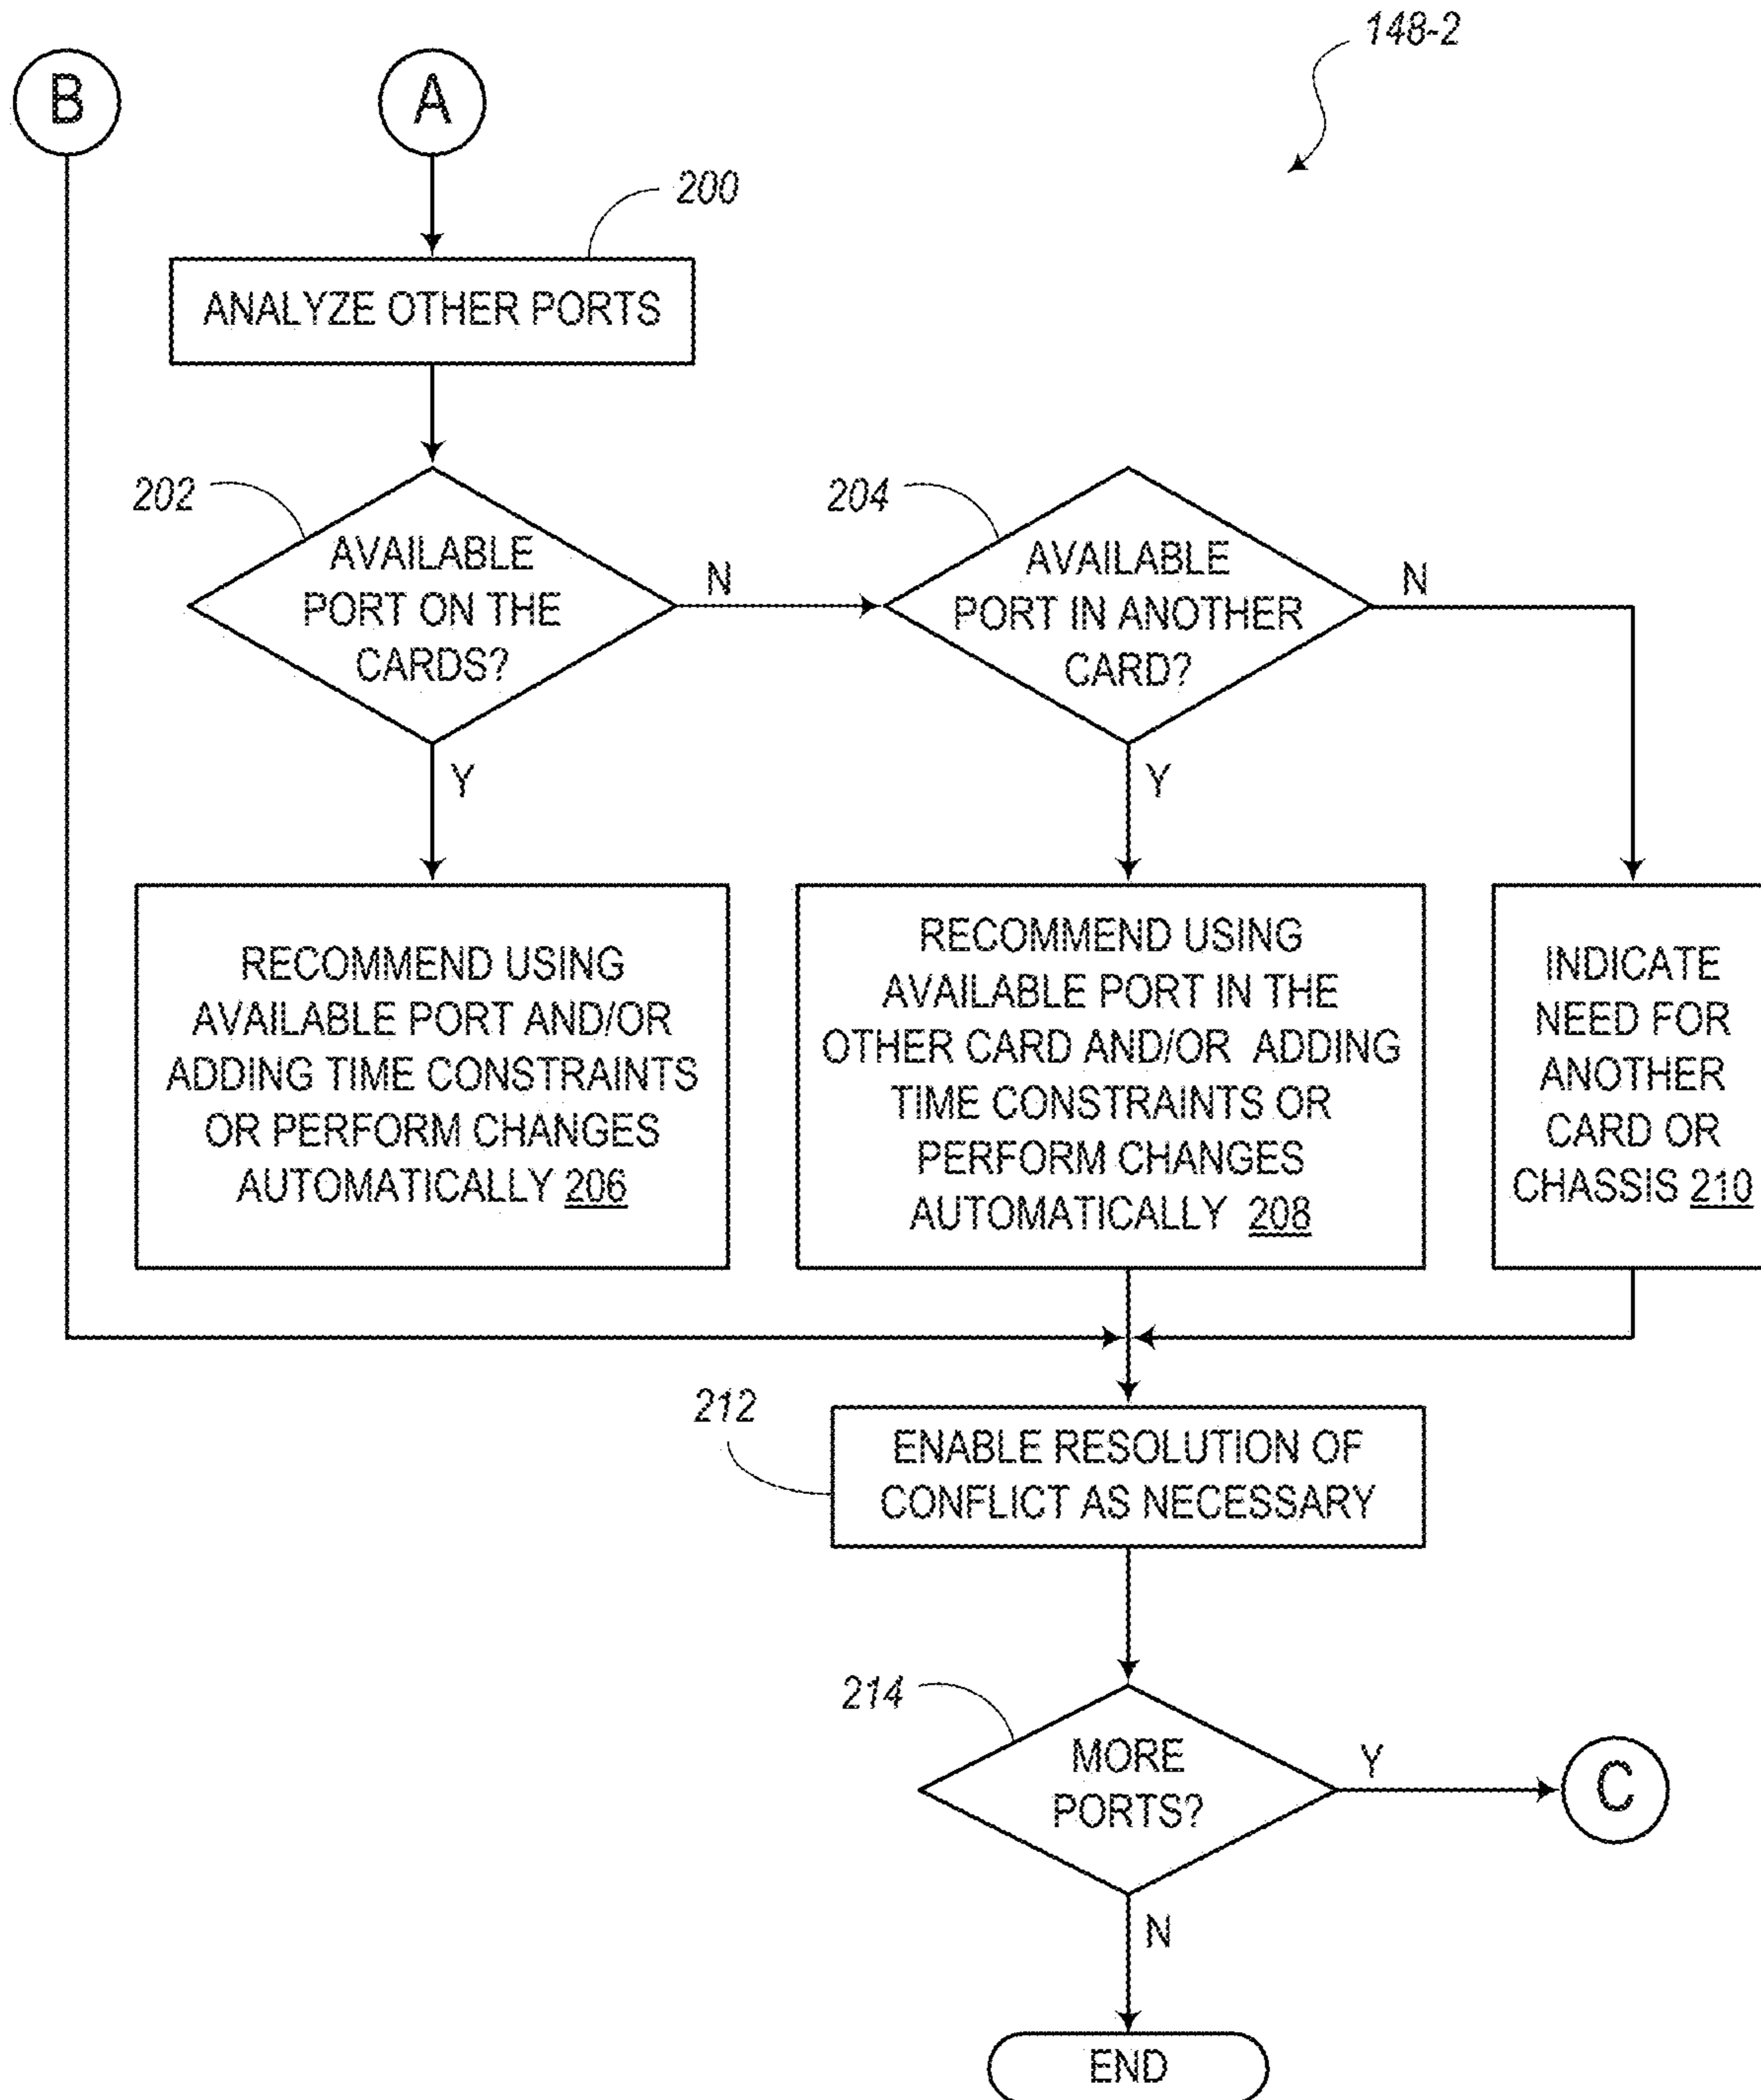 148-2
B
A
200
ANALYZE OTHER PORTS
202
AVAILABLE
PORT ON THE
CARDS?
N
204
AVAILABLE
PORT IN ANOTHER
CARD?
N
Y
Y
RECOMMEND USING
AVAILABLE PORT AND/OR
ADDING TIME CONSTRAINTS
OR PERFORM CHANGES
AUTOMATICALLY 206
RECOMMEND USING
AVAILABLE PORT IN THE
OTHER CARD AND/OR ADDING
TIME CONSTRAINTS OR
PERFORM CHANGES
AUTOMATICALLY 208
INDICATE
NEED FOR
ANOTHER
CARD OR
CHASSIS 210
212
ENABLE RESOLUTION OF
CONFLICT AS NECESSARY
214
MORE
PORTS?
Y
C
N
END